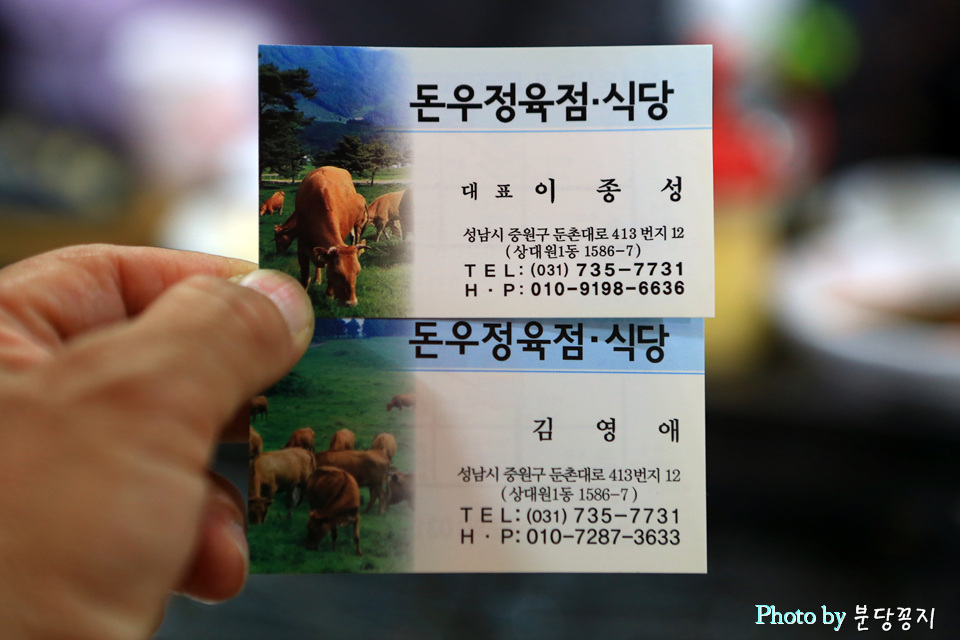 돈우정육점·식당
대 표 이 종 성
성남시 중원구 둔촌대로 413 번지 12
(상대원1동 1586-7)
TEL: (031) 735-7731
H·P: 010-9198-6636
돈우정육점·식당
김 영 애
성남시 중원구 둔촌대로 413번지 12
(상대원1동 1586-7)
TEL: (031) 735-7731
H·P: 010-7287-3633
Photo by 분당꽁지